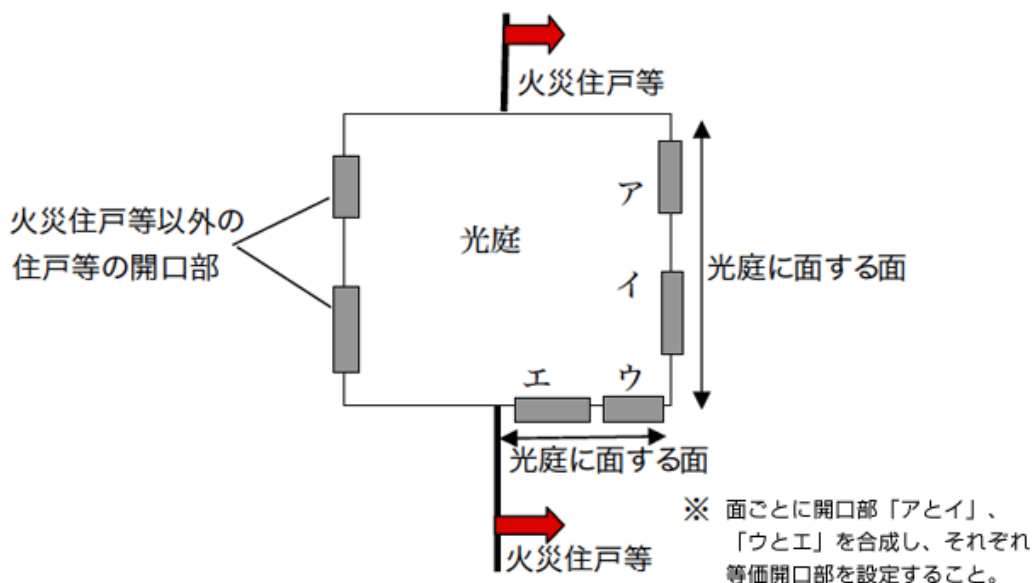 火災住戸等
ア
火災住戸等以外の
住戸等の開口部
光庭
光庭に面する面
イ
エ
ウ
光庭に面する面
※ 面ごとに開口部「アとイ」、
「ウとエ」を合成し、それぞれ
等価開口部を設定すること。
火災住戸等